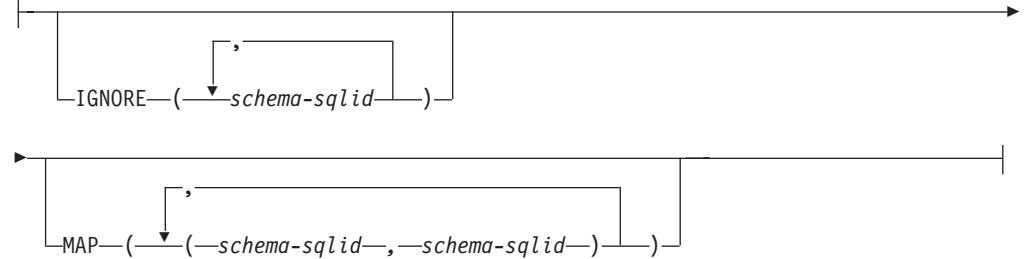 ,
IGNORE ( schema-sqlid )
,
MAP ( ( schema-sqlid , schema-sqlid ) )